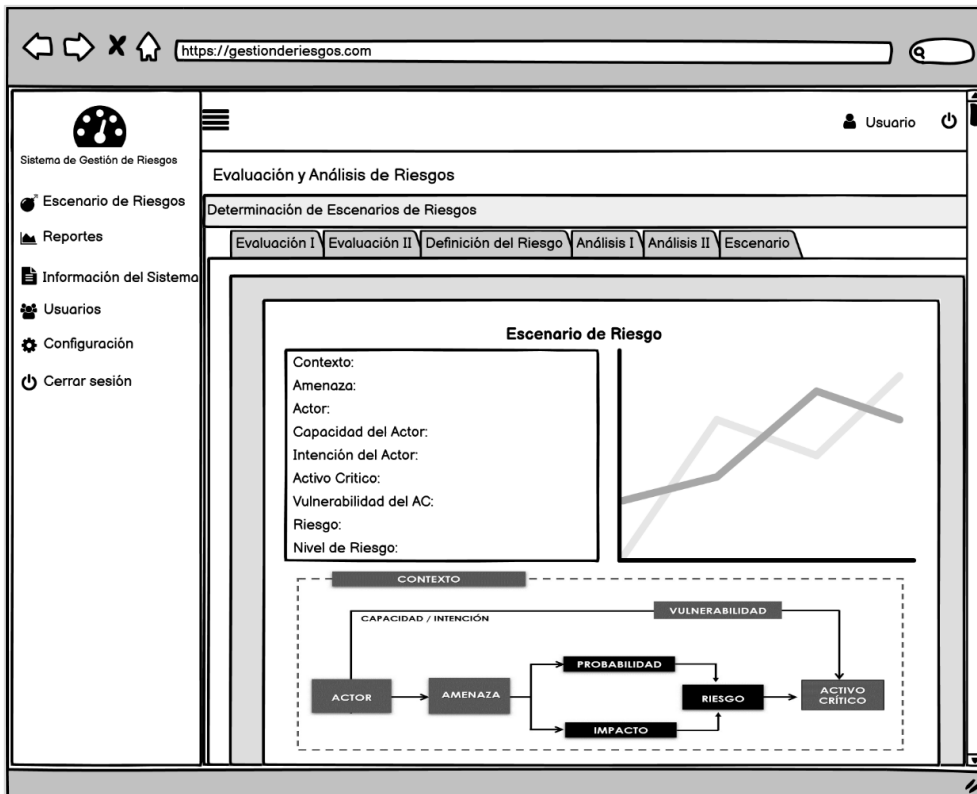 https://gestionderiesgos.com
Usuario
Sistema de Gestión de Riesgos
Escenario de Riesgos
Reportes
Información del Sistema
Usuarios
Configuración
Cerrar sesión
Evaluación y Análisis de Riesgos
Determinación de Escenarios de Riesgos
Evaluación I
Evaluación II
Definición del Riesgo
Análisis I
Análisis II
Escenario
Escenario de Riesgo
Contexto:
Amenaza:
Actor:
Capacidad del Actor:
Intención del Actor:
Activo Critico:
Vulnerabilidad del AC:
Riesgo:
Nivel de Riesgo:
CONTEXTO
CAPACIDAD / INTENCIÓN
VULNERABILIDAD
ACTOR
AMENAZA
PROBABILIDAD
IMPACTO
RIESGO
ACTIVO
CRÍTICO